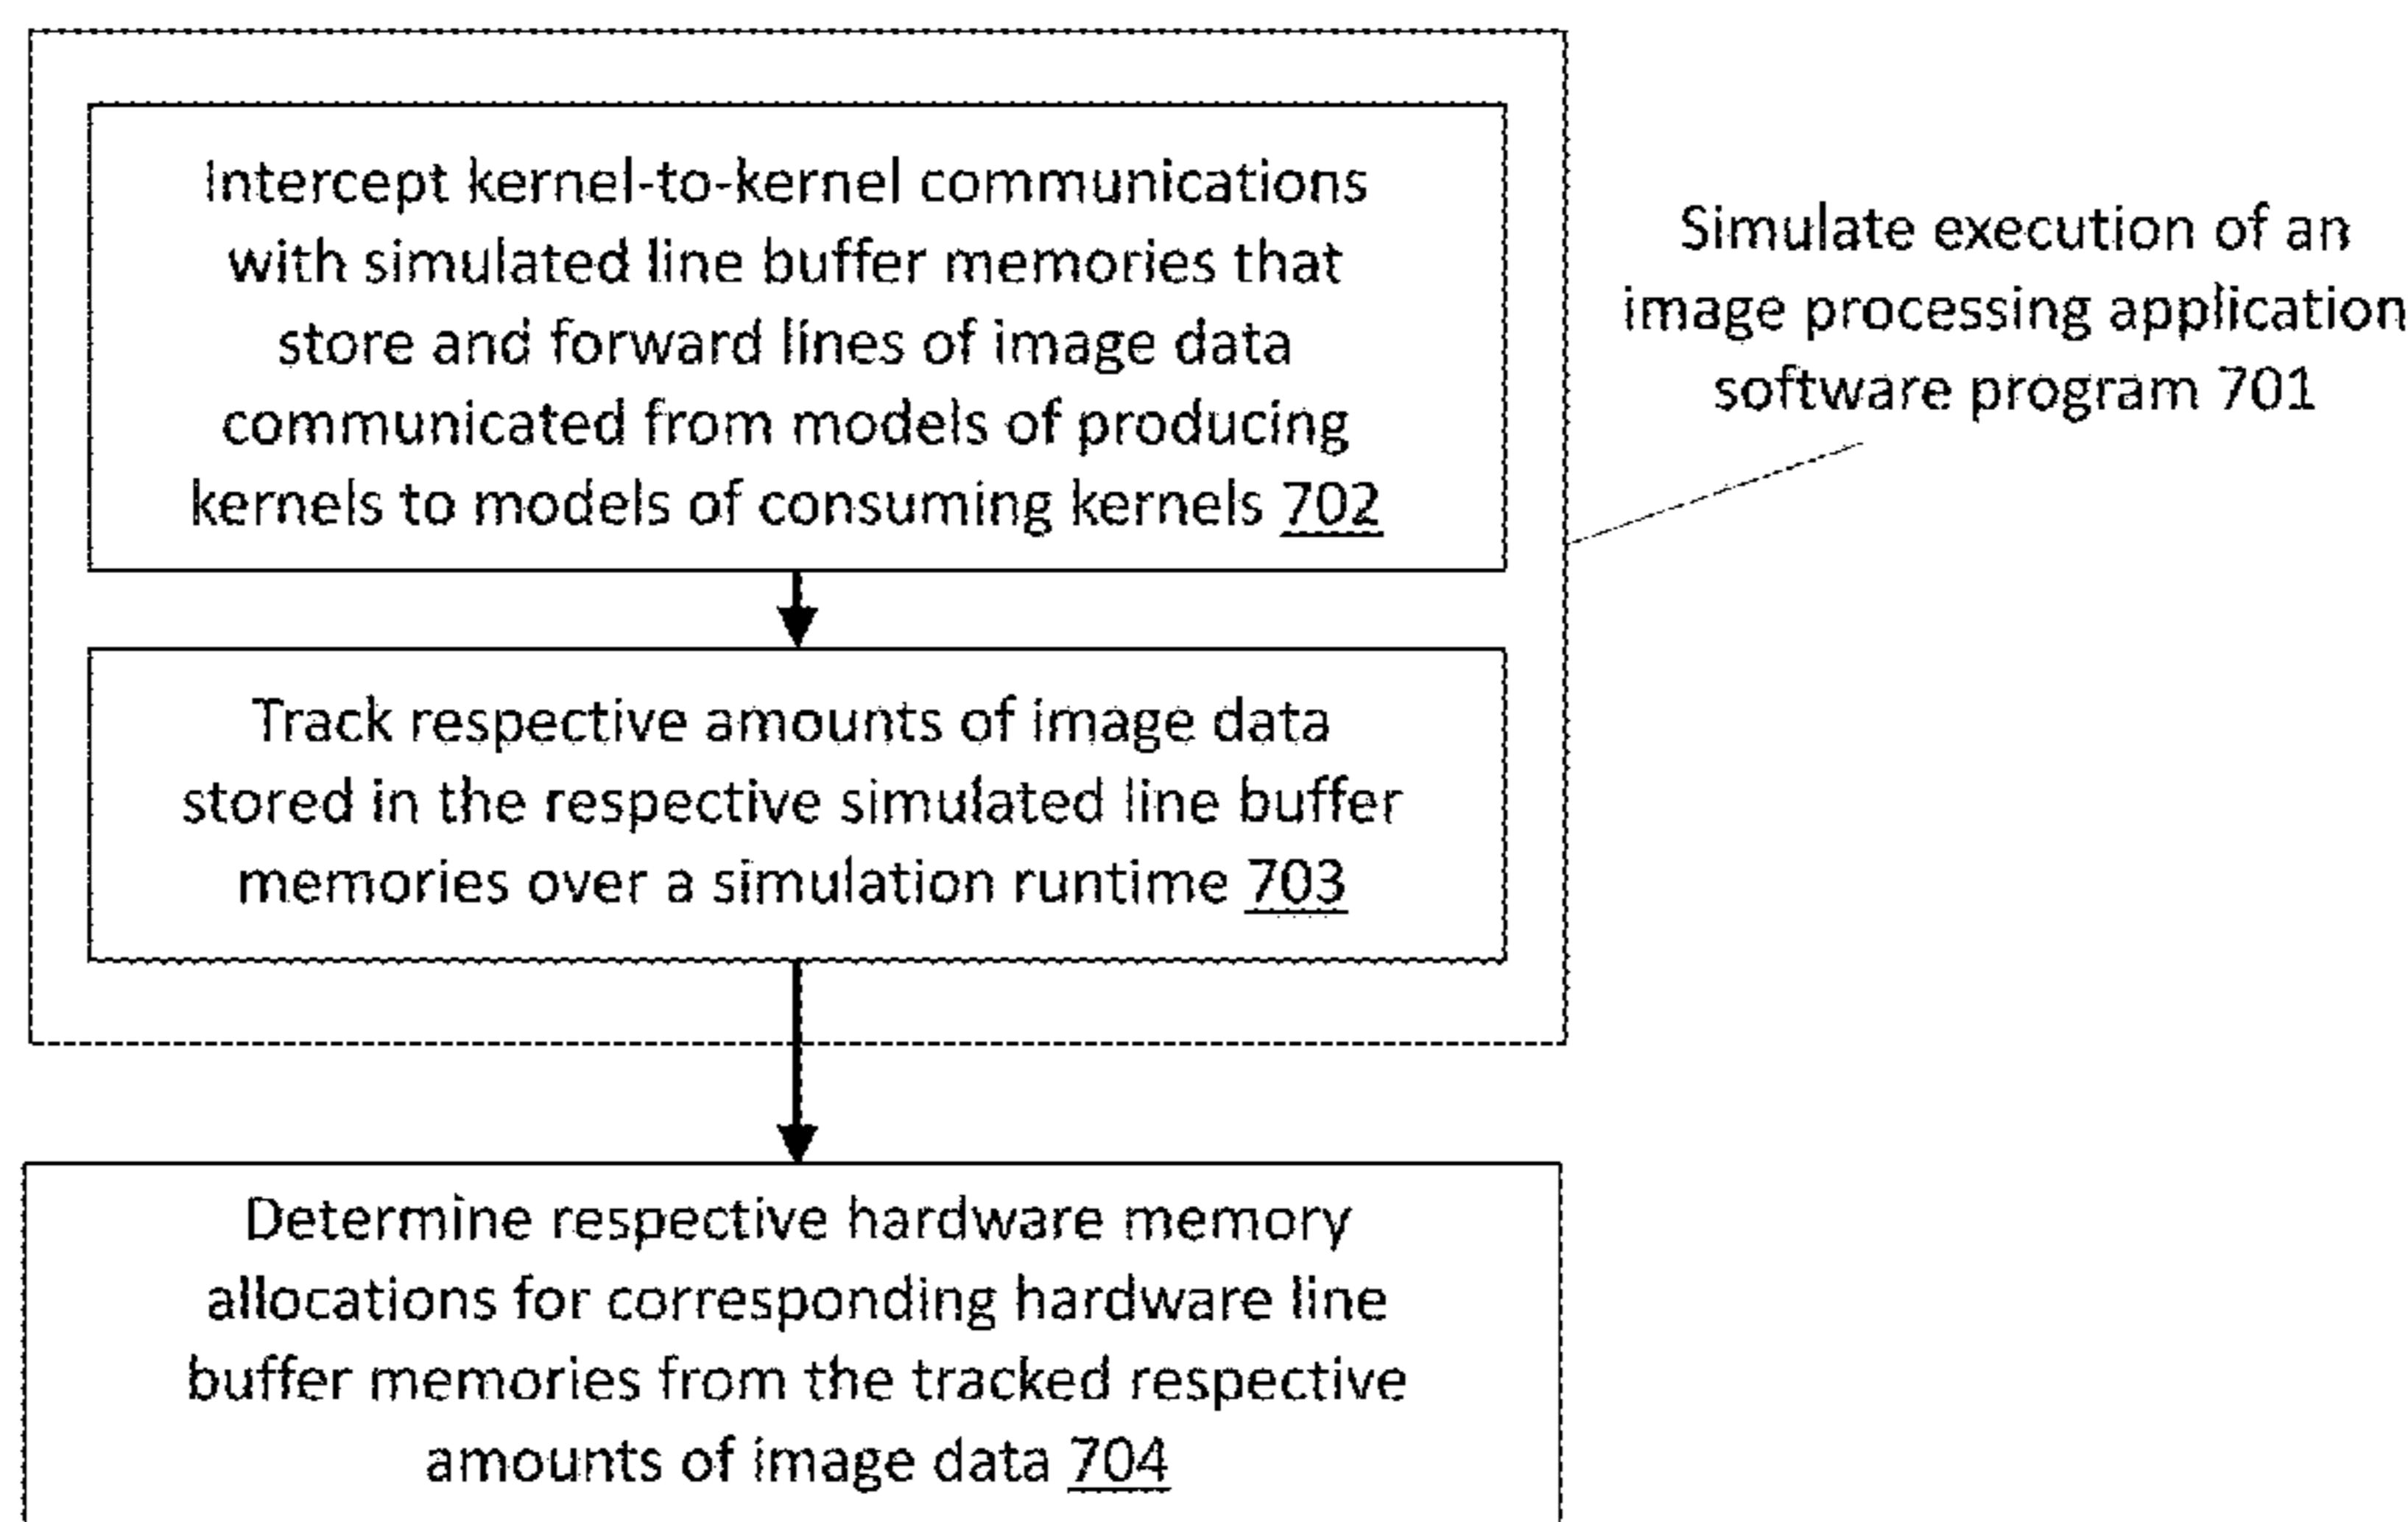 Intercept kernel-to-kernel communications
with simulated line buffer memories that
store and forward lines of image data
communicated from models of producing
kernels to models of consuming kernels 702
Simulate execution of an
image processing application
software program 701
Track respective amounts of image data
stored in the respective simulated line buffer
memories over a simulation runtime 703
Determine respective hardware memory
allocations for corresponding hardware line
buffer memories from the tracked respective
amounts of image data 704